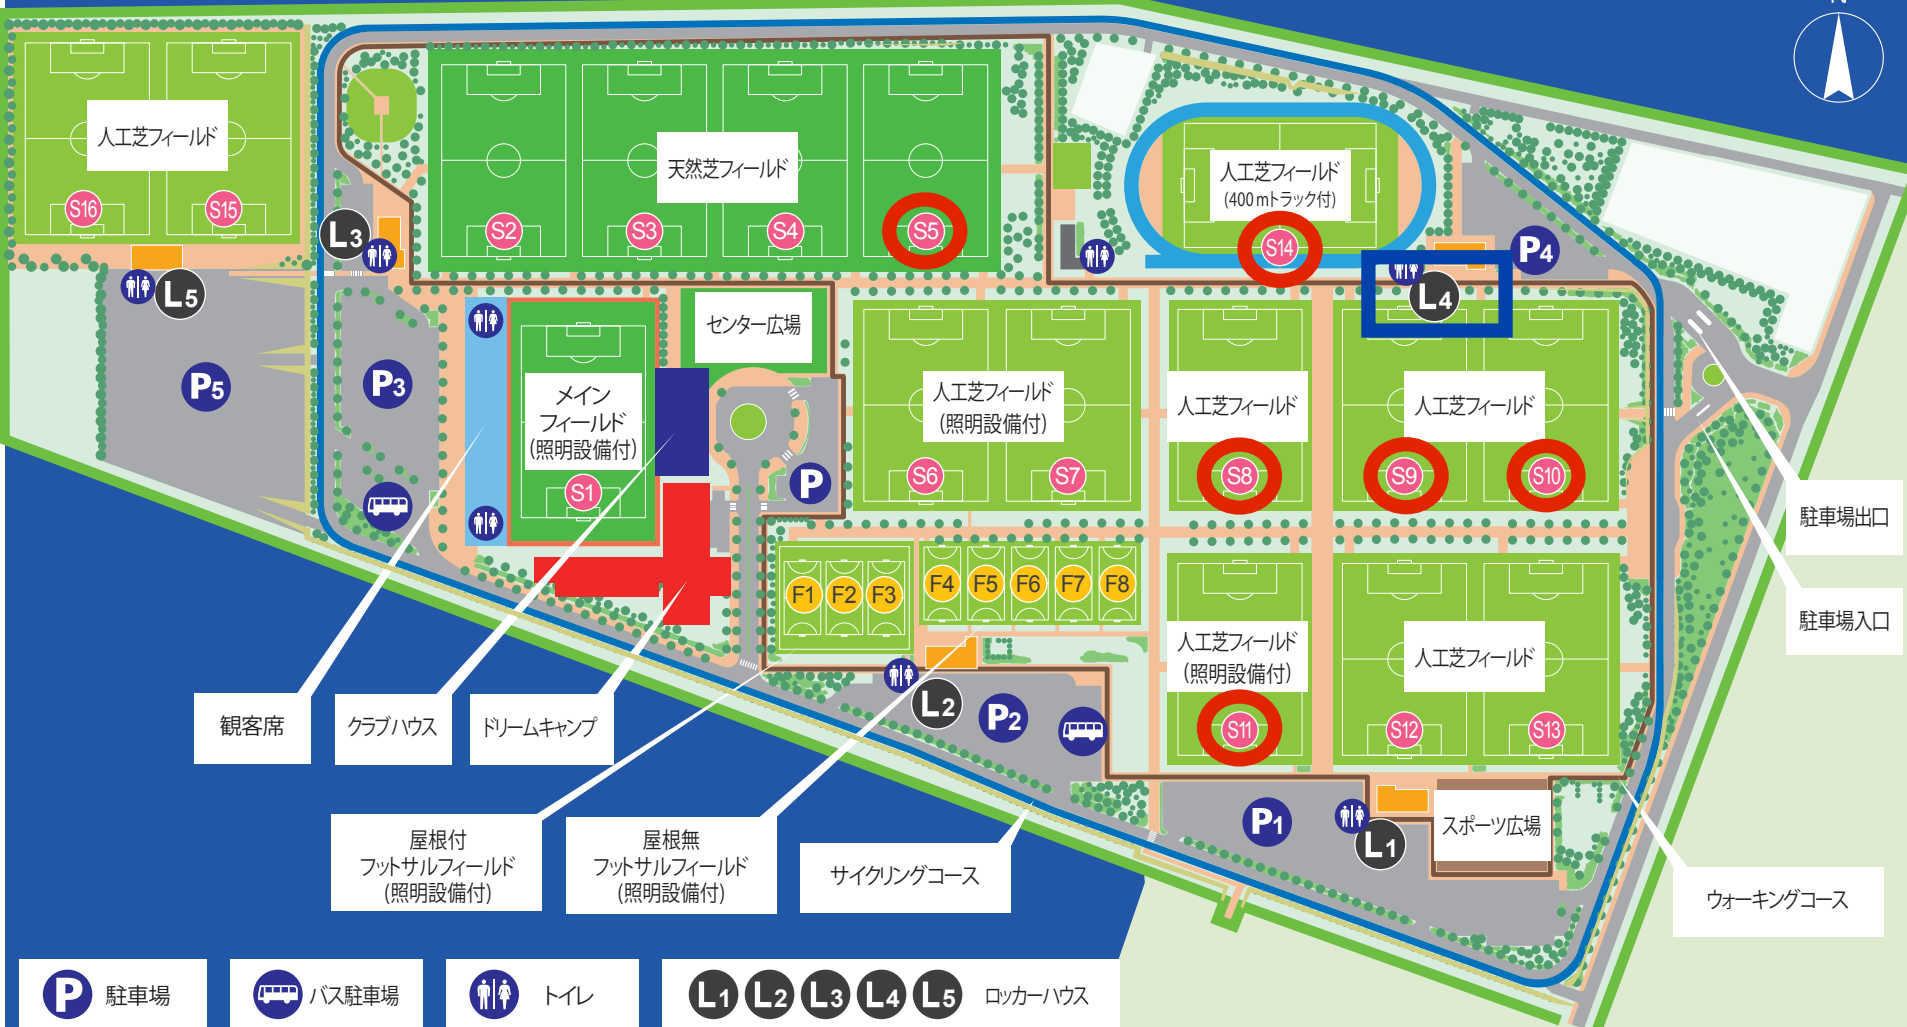 N
人工芝フィールド
天然芝フィールド
人工芝フィールド
(400mトラック付)
S16
S15
S2
S3
S4
S5
S14
L3
L5
P4
L4
センター広場
P5
P3
メイン
フィールド
(照明設備付)
人工芝フィールド
(照明設備付)
人工芝フィールド
人工芝フィールド
S1
P
S6
S7
S8
S9
S10
駐車場出口
駐車場入口
F1
F2
F3
F4
F5
F6
F7
F8
人工芝フィールド
(照明設備付)
人工芝フィールド
観客席
クラブハウス
ドリームキャンプ
L2
P2
S11
S12
S13
P1
L1
スポーツ広場
屋根付
フットサルフィールド
(照明設備付)
屋根無
フットサルフィールド
(照明設備付)
サイクリングコース
ウォーキングコース
P 駐車場
バス駐車場
トイレ
L1 L2 L3 L4 L5 ロッカーハウス